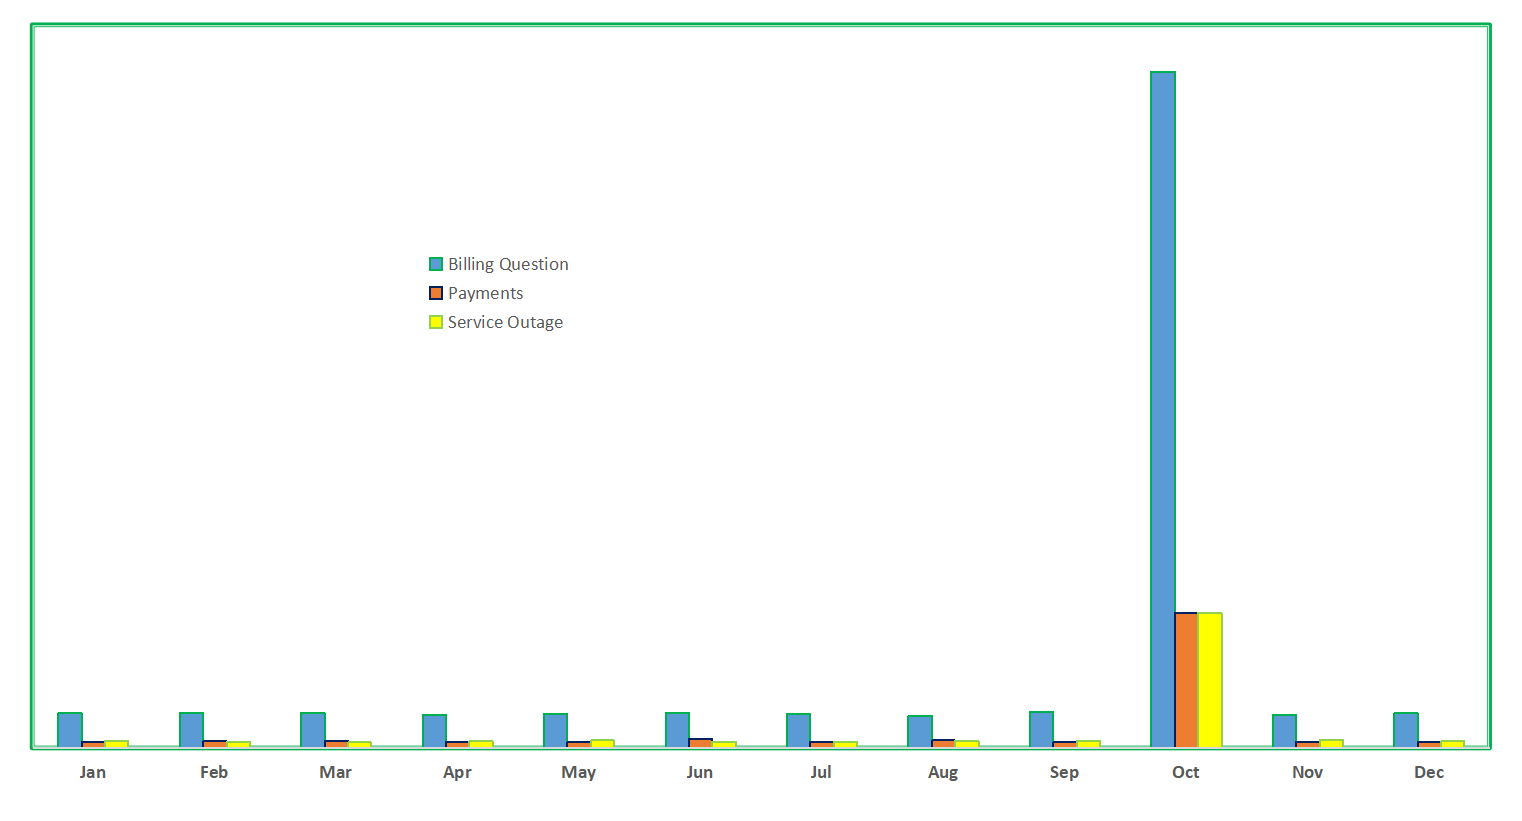 Billing Question
Payments
Service Outage
Jan Feb Mar Apr May Jun Jul Aug Sep Oct Nov Dec